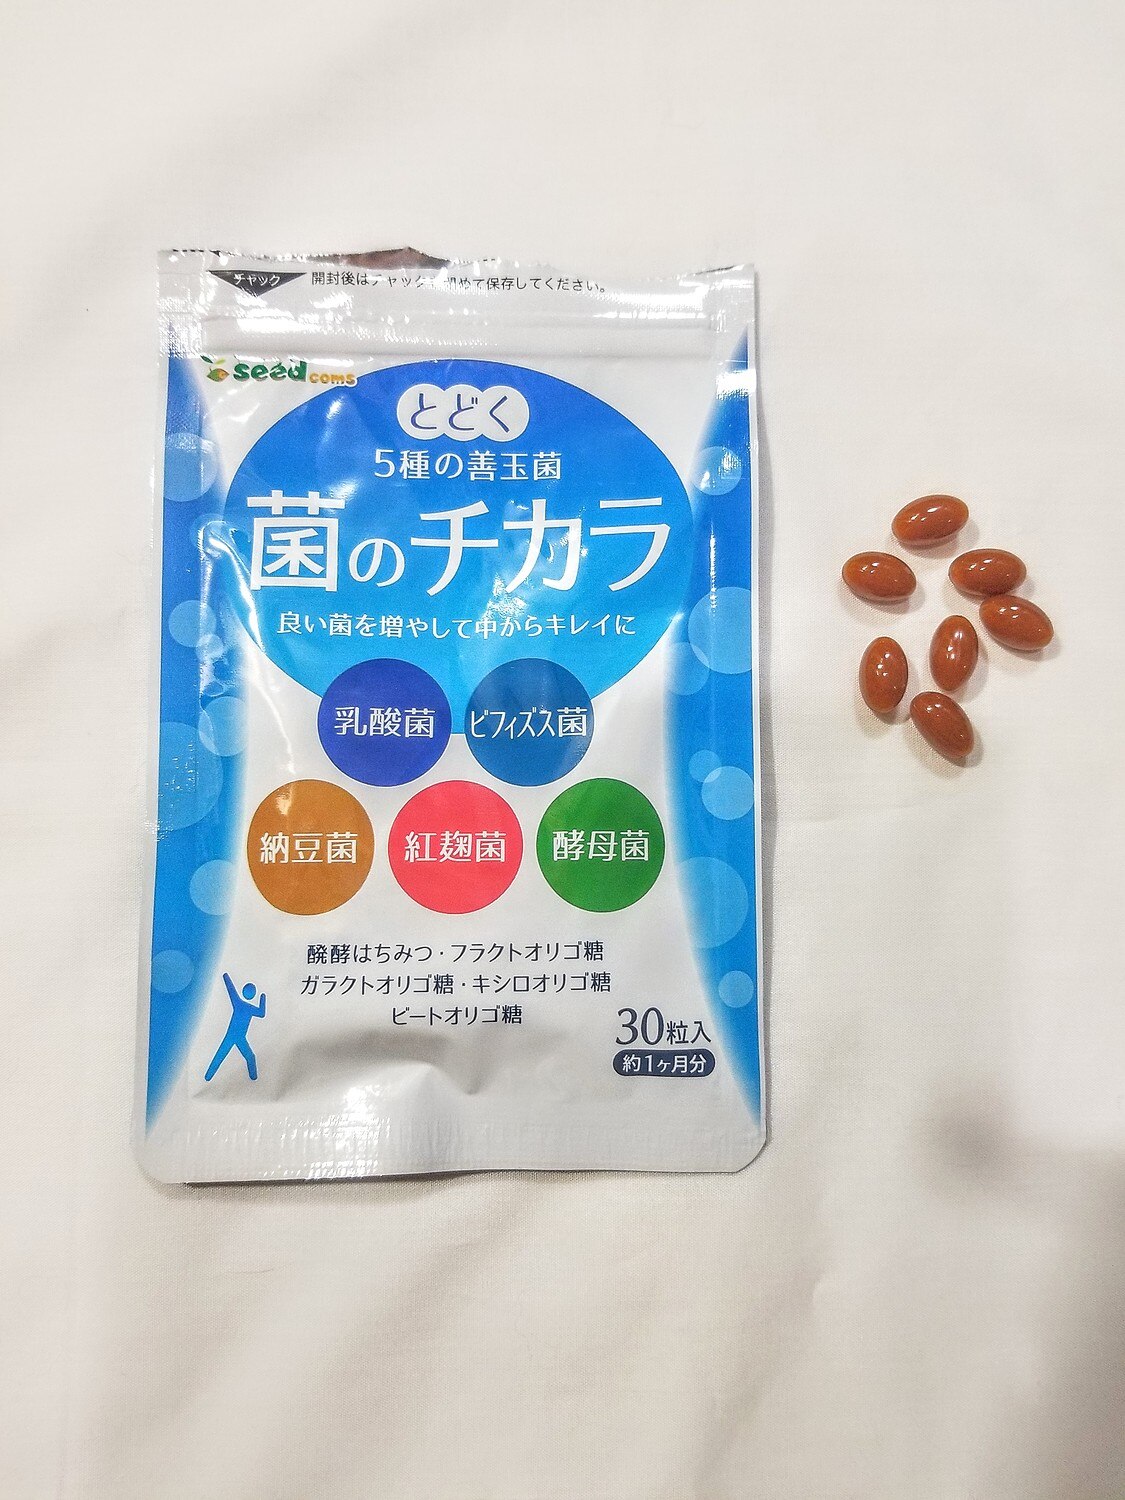 チャック
開封後はチャックを閉めて保存してください。
seedcoms
とどく
5種の善玉菌
菌のチカラ
良い菌を増やして中からキレイに
乳酸菌
ビフィズス菌
納豆菌
紅麹菌
酵母菌
醗酵はちみつ・フラクトオリゴ糖
ガラクトオリゴ糖・キシロオリゴ糖
ビートオリゴ糖
30粒入
約1ヶ月分